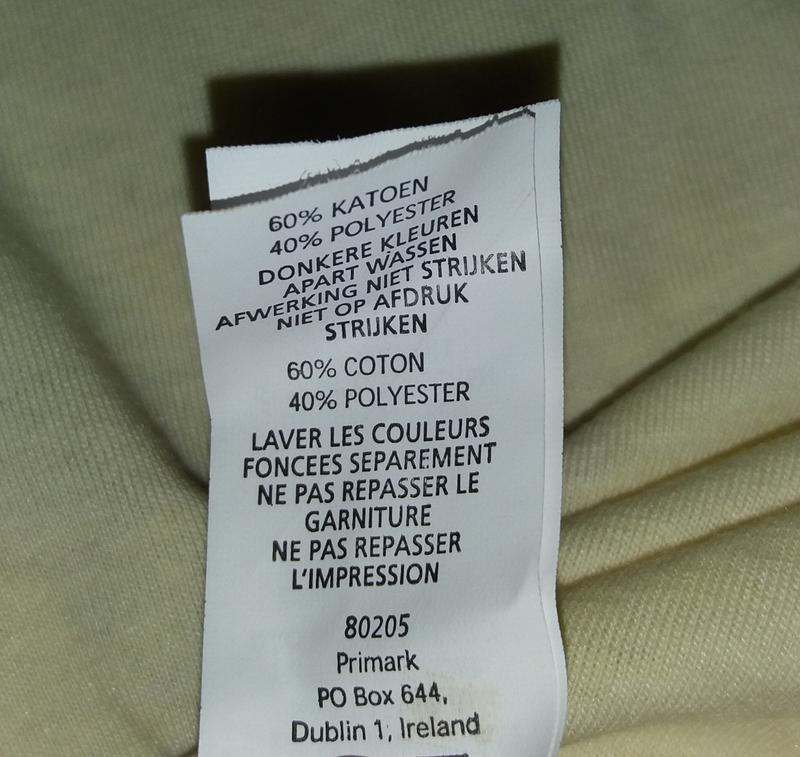 60% KATOEN
40% POLYESTER
DONKERE KLEUREN
APART WASSEN
AFWERKING NIET STRIJKEN
NIET OP AFDRUK
STRIJKEN
60% COTON
40% POLYESTER
LAVER LES COULEURS
FONCEES SEPAREMENT
NE PAS REPASSER LE
GARNITURE
NE PAS REPASSER
L'IMPRESSION
80205
Primark
PO Box 644,
Dublin 1, Ireland